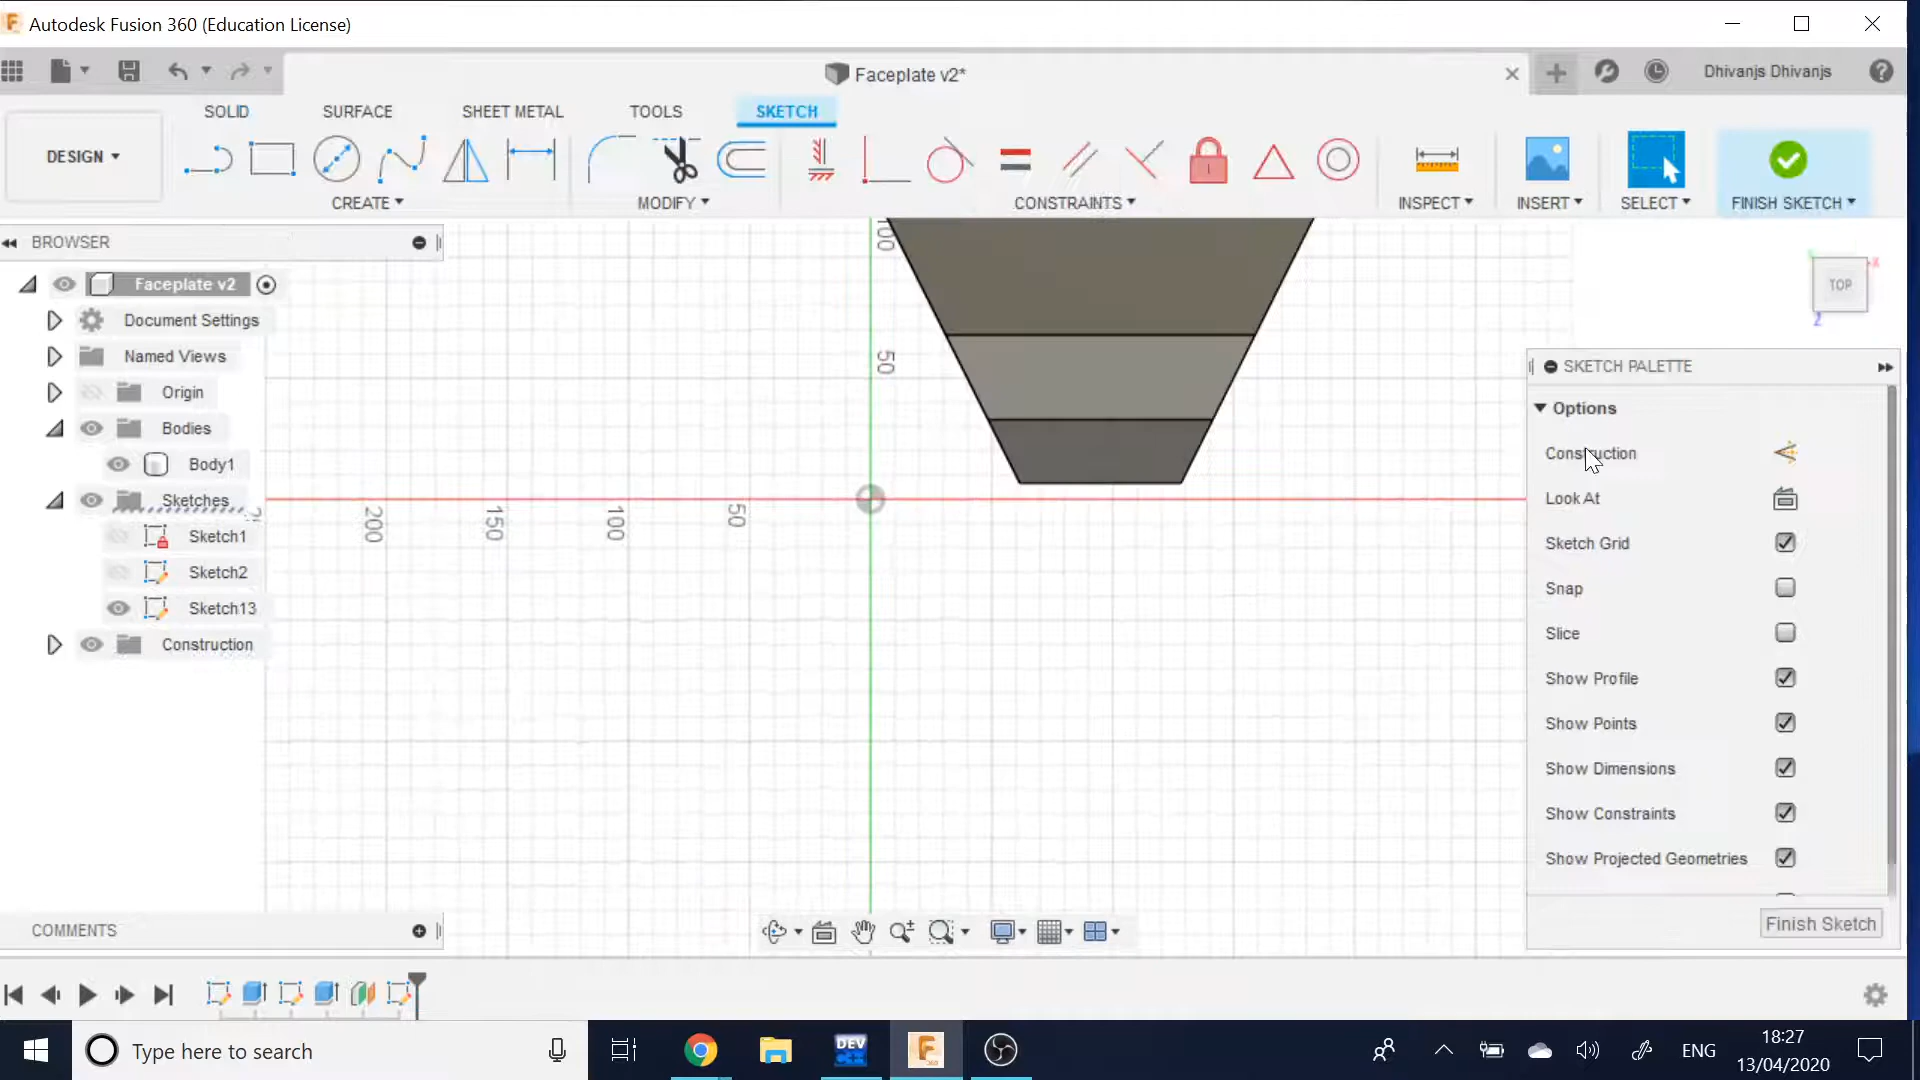 Autodesk Fusion 360 (Education License)
Faceplate v2*
Dhivanjs Dhivanjs
SOLID
SURFACE
SHEET METAL
TOOLS
SKETCH
DESIGN
CREATE
MODIFY
CONSTRAINTS
INSPECT
INSERT
SELECT
FINISH SKETCH
BROWSER
Faceplate v2
Document Settings
Named Views
Origin
Bodies
Body1
Sketches
Sketch1
Sketch2
Sketch13
Construction
100
50
50
100
150
200
2
TOP
X
Z
SKETCH PALETTE
Options
Construction
Look At
Sketch Grid
Snap
Slice
Show Profile
Show Points
Show Dimensions
Show Constraints
Show Projected Geometries
Finish Sketch
COMMENTS
Type here to search
DEV
ENG
18:27
13/04/2020